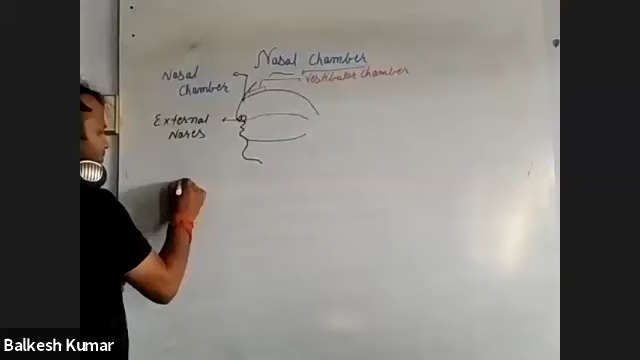 Nasal Chamber
Nasal Chamber
Vestibular Chamber
External Nares
Balkesh Kumar